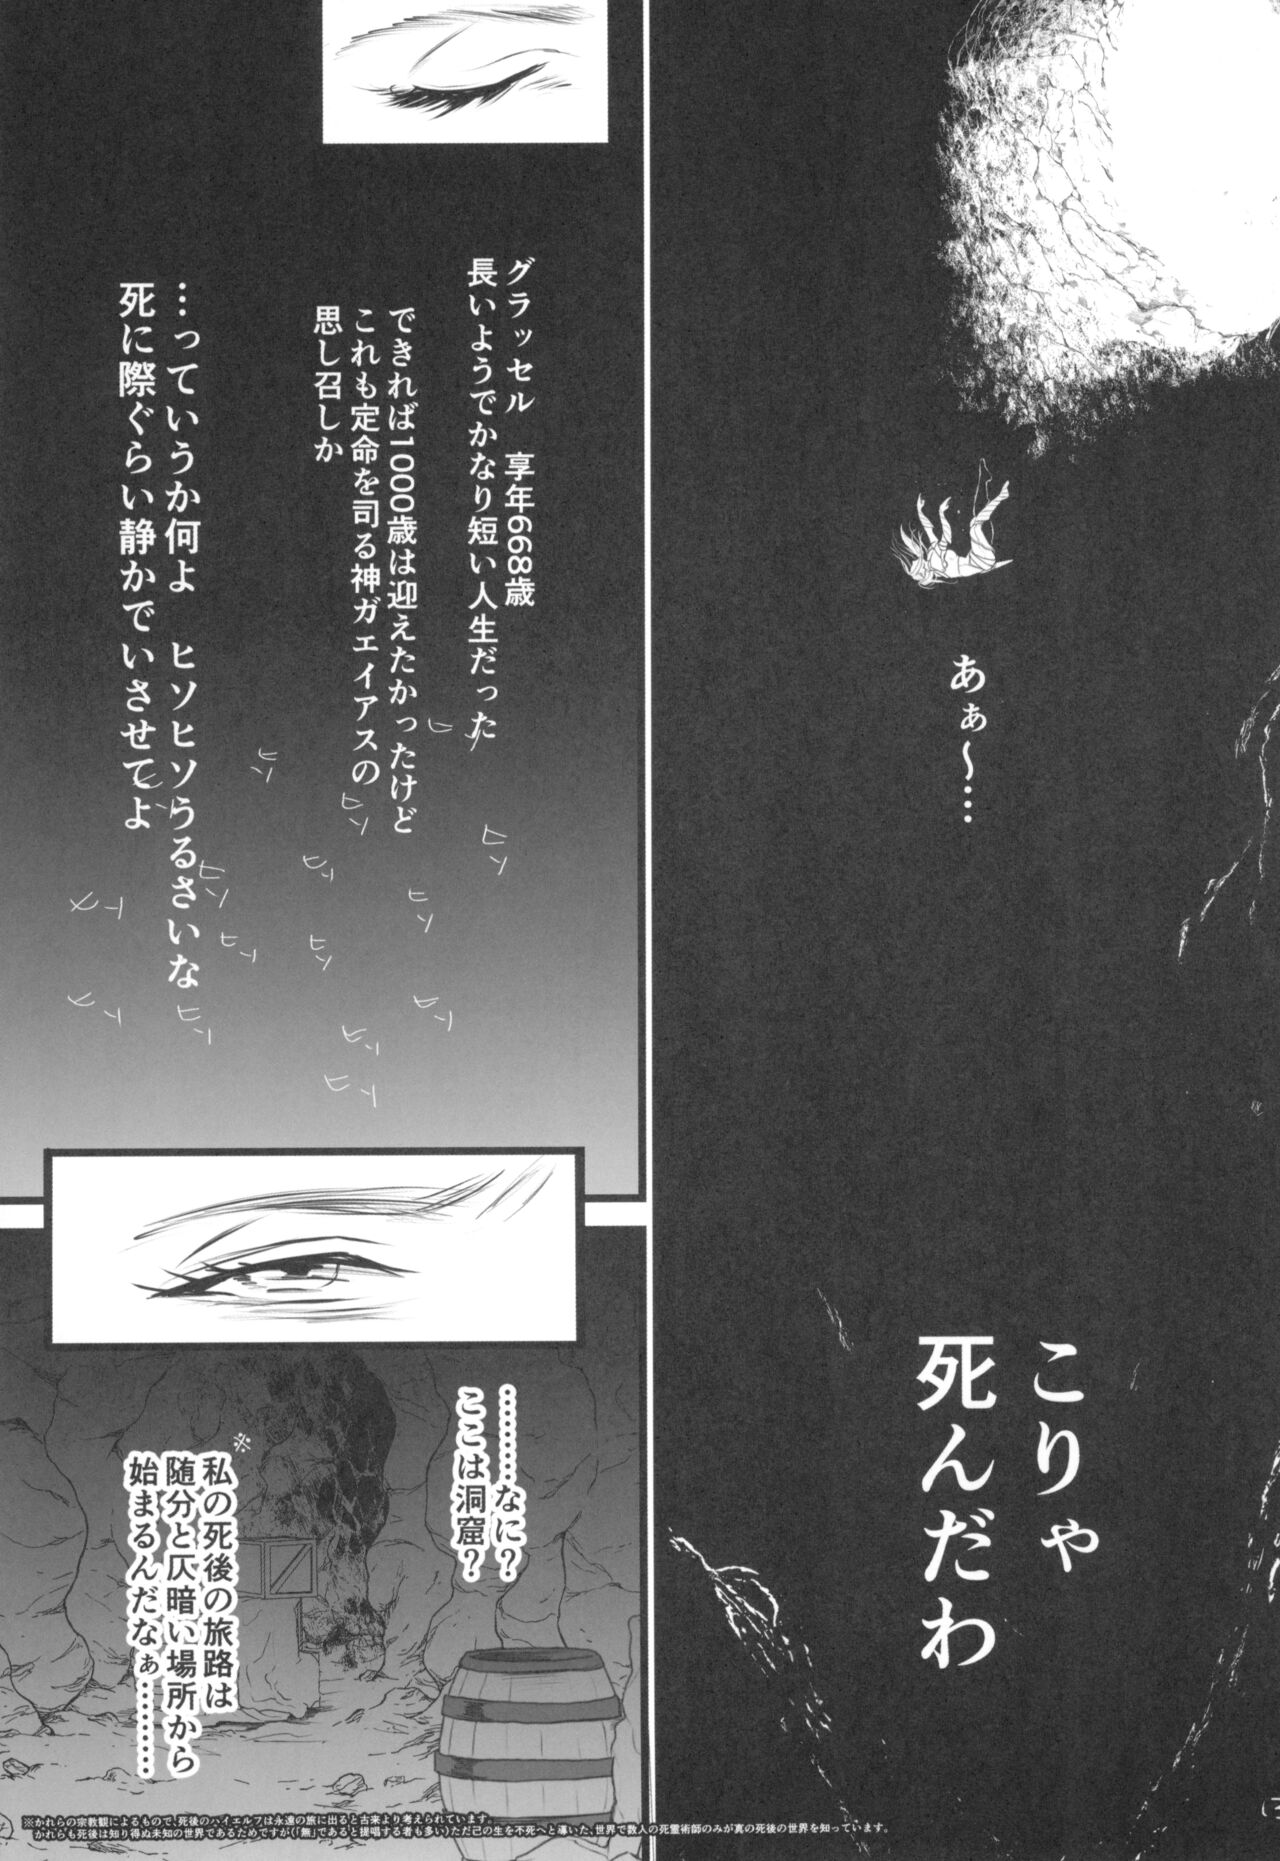 あぁ～…
こりゃ
死んだわ
グラッセル　享年668歳
長いようでかなり短い人生だった
できれば1000歳は迎えたかったけど
これも定命を司る神ガエイアスの
思し召しか
…っていうか何よ　ヒソヒソうるさいな
死に際ぐらい静かでいさせてよ
ヒソ
ヒソ
ヒソ
ヒソ
ヒソ
ヒソ
ヒソ
ヒソ
ヒソ
ヒソ
ヒソ
ヒソ
………なに？
ここは洞窟？
※
私の死後の旅路は
随分と仄暗い場所から
始まるんだなぁ………
※かれらの宗教観によるもので、死後のハイエルフは永遠の旅に出ると古来より考えられています。
かれらも死後は知り得ぬ未知の世界であるためですが(「無」であると提唱する者も多い)ただ己の生を不死へと導いた、世界で数人の死霊術師のみが真の死後の世界を知っています。